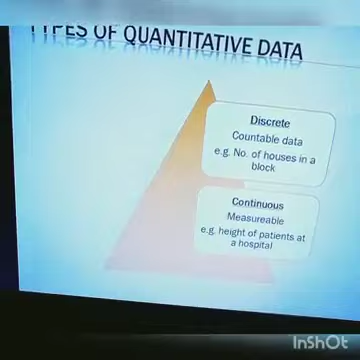 TYPES OF QUANTITATIVE DATA
Discrete
Countable data
e.g. No. of houses in a
block
Continuous
Measureable
e.g. height of patients at
a hospital
InShOt